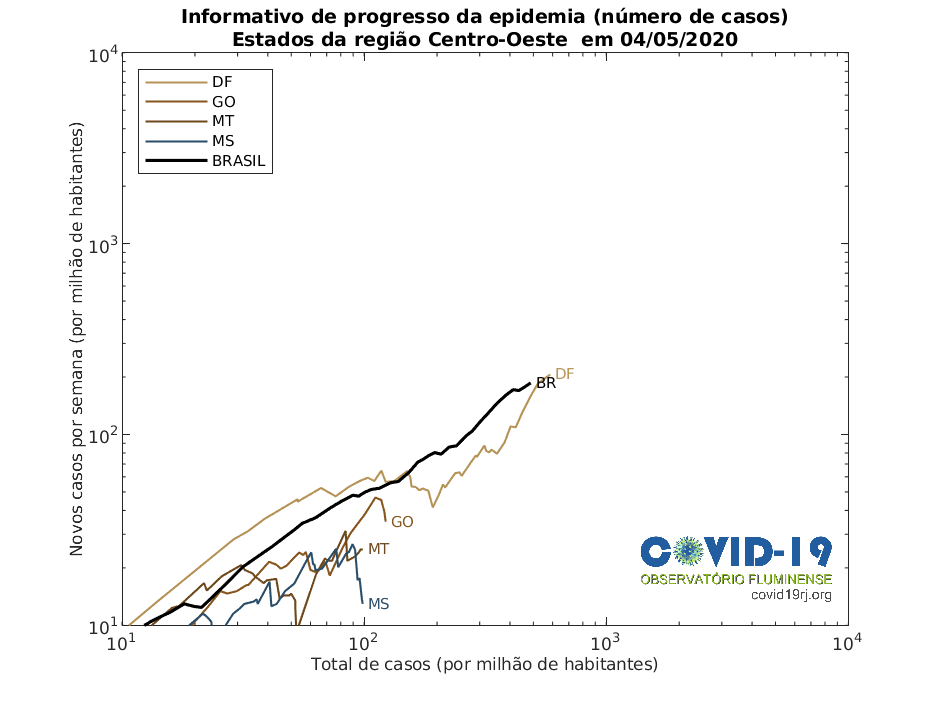 Informativo de progresso da epidemia (número de casos)
Estados da região Centro-Oeste em 04/05/2020
DF
GO
MT
MS
BRASIL
Novos casos por semana (por milhão de habitantes)
10^4
10^3
10^2
10^1
BR
DF
GO
MT
MS
COVID-19
OBSERVATÓRIO FLUMINENSE
covid19rj.org
10^1 10^2 10^3 10^4
Total de casos (por milhão de habitantes)